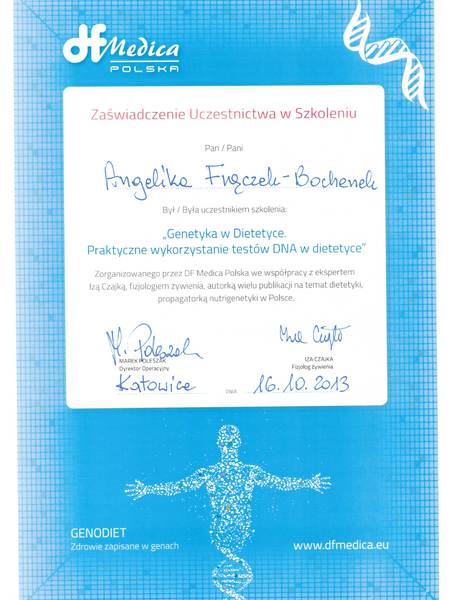 df Medica
POLSKA
Zaświadczenie Uczestnictwa w Szkoleniu
Pan / Pani
Angelika Frączek-Bochenek
Był / Była uczestnikiem szkolenia:
„Genetyka w Dietetyce.
Praktyczne wykorzystanie testów DNA w dietetyce”
Zorganizowanego przez DF Medica Polska we współpracy z ekspertem
Izą Czajką, fizjologiem żywienia, autorką wielu publikacji na temat dietetyki,
propagatorką nutrigenetyki w Polsce.
M. Poleszak
MAREK POLESZAK
Dyrektor Operacyjny
IZA CZAJKA
Fizjolog żywienia
Katowice
Dnia 16.10.2013
GENODIET
Zdrowie zapisane w genach
www.dfmedica.eu